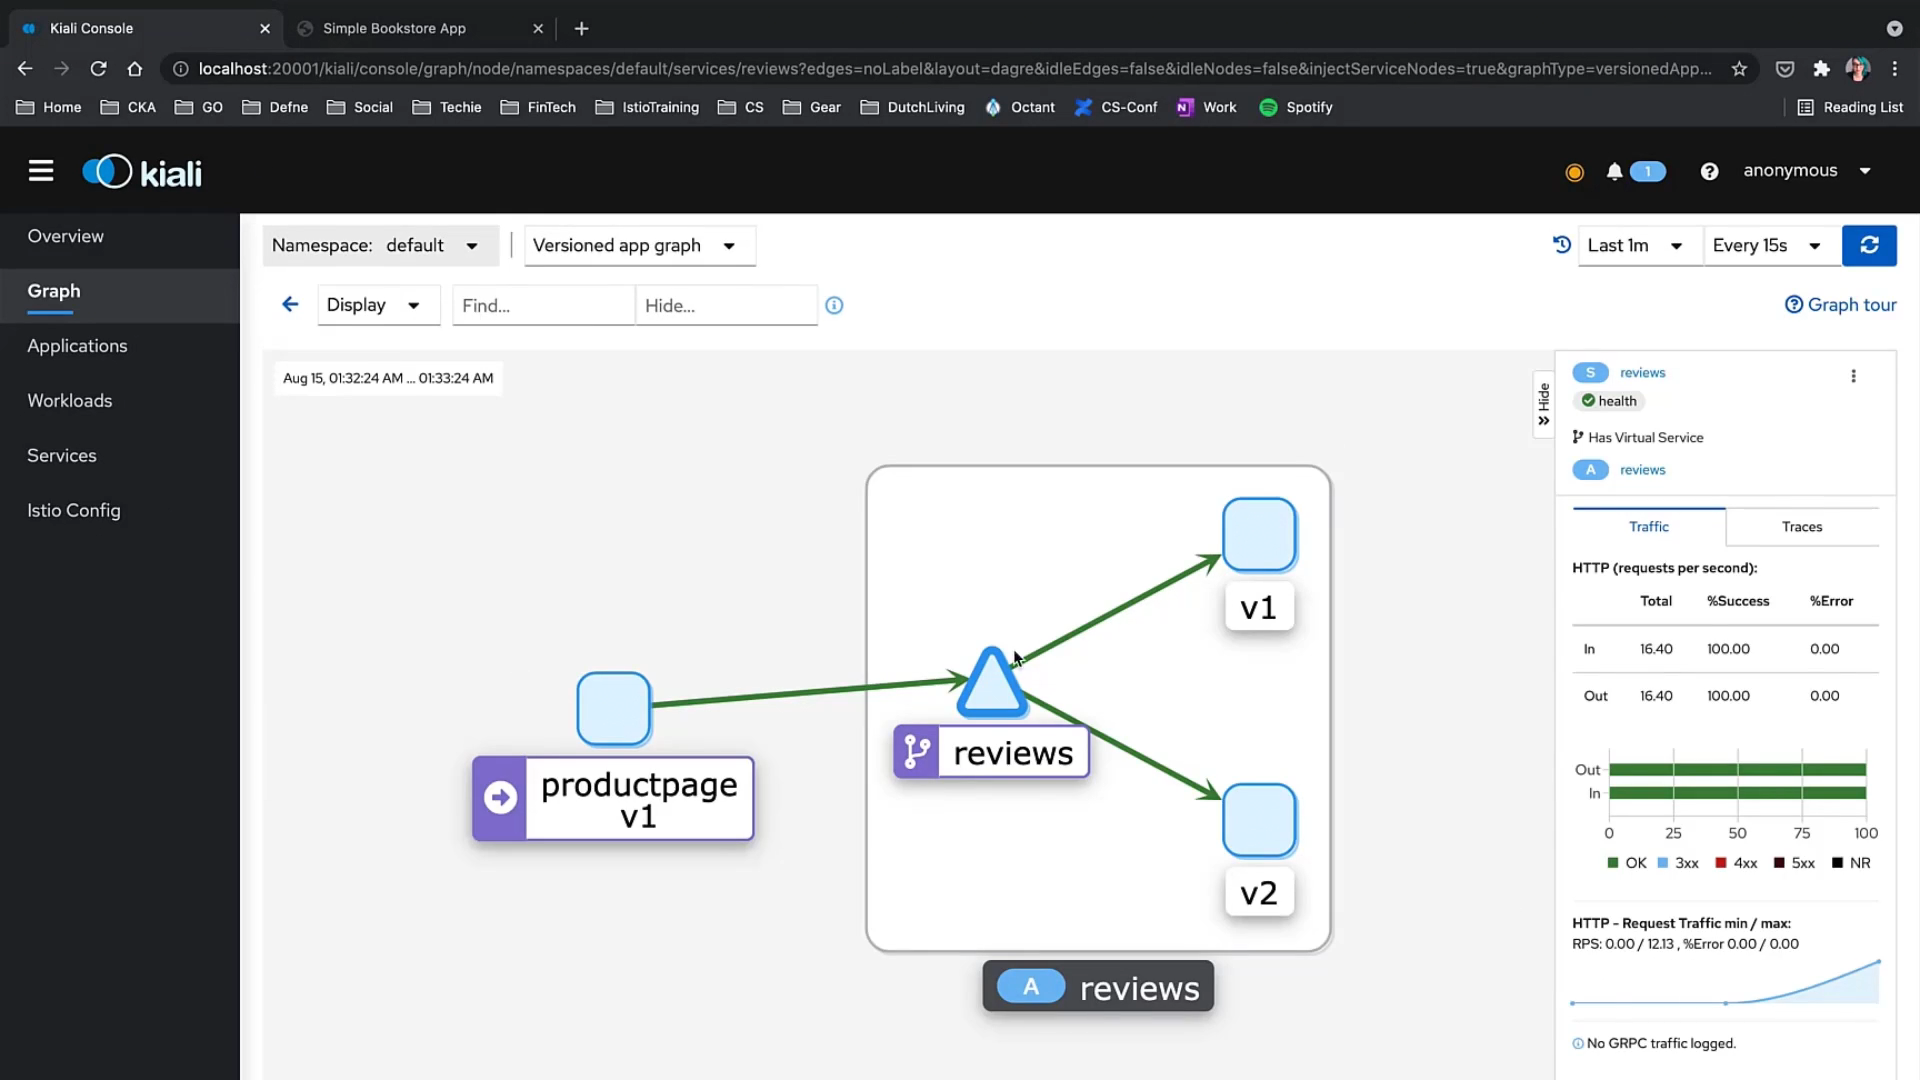 Kiali Console
Simple Bookstore App
localhost:20001/kiali/console/graph/node/namespaces/default/services/reviews?edges=noLabel&layout=dagre&idleEdges=false&idleNodes=false&injectServiceNodes=true&graphType=versionedApp...
Home CKA GO Defne Social Techie FinTech IstioTraining CS Gear DutchLiving Octant CS-Conf Work Spotify Reading List
kiali
1
anonymous
Overview
Graph
Applications
Workloads
Services
Istio Config
Namespace: default
Versioned app graph
Last 1m
Every 15s
Display
Find...
Hide...
Graph tour
Aug 15, 01:32:24 AM ... 01:33:24 AM
v1
reviews
productpage
v1
v2
A reviews
Hide
S reviews
health
Has Virtual Service
A reviews
Traffic Traces
HTTP (requests per second):
Total %Success %Error
In 16.40 100.00 0.00
Out 16.40 100.00 0.00
Out
In
0 25 50 75 100
OK 3xx 4xx 5xx NR
HTTP - Request Traffic min / max:
RPS: 0.00 / 12.13 , %Error 0.00 / 0.00
No GRPC traffic logged.